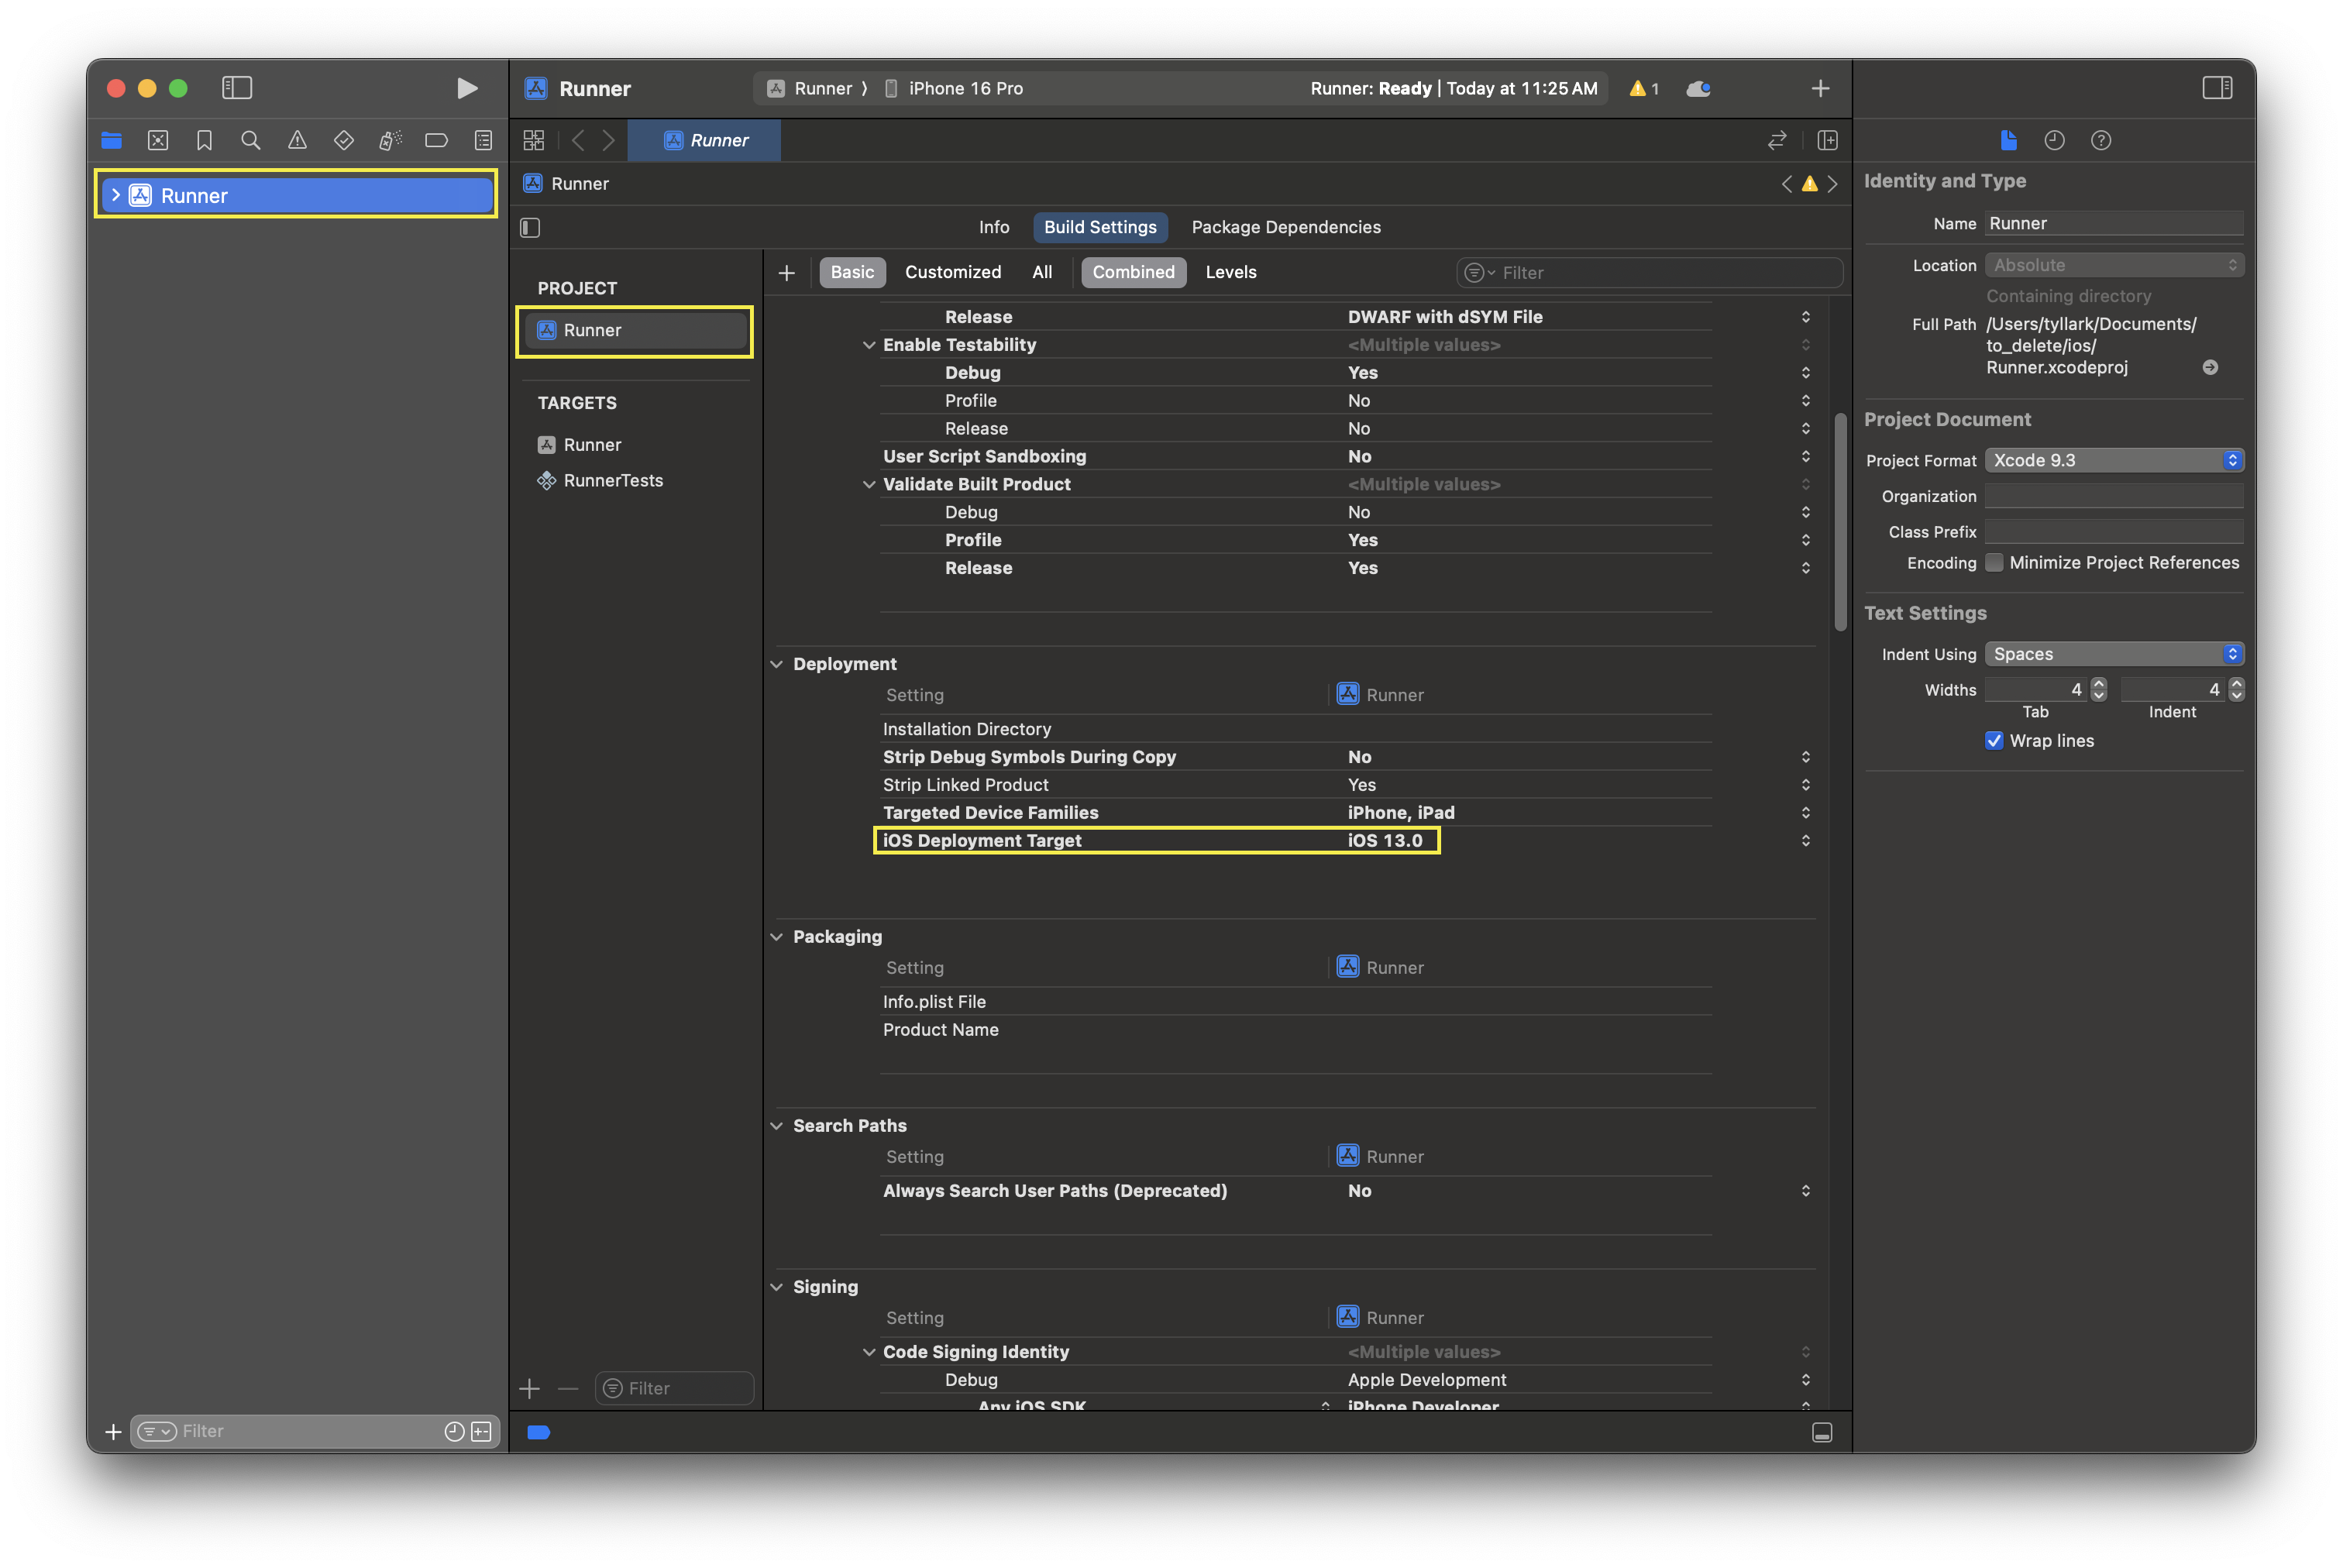 Runner
Runner 〉 iPhone 16 Pro
Runner: Ready | Today at 11:25 AM
1
Runner
Runner
Runner
Info
Build Settings
Package Dependencies
Basic
Customized
All
Combined
Levels
Filter
PROJECT
Runner
TARGETS
Runner
RunnerTests
Filter
Filter
Release DWARF with dSYM File
Enable Testability <Multiple values>
Debug Yes
Profile No
Release No
User Script Sandboxing No
Validate Built Product <Multiple values>
Debug No
Profile Yes
Release Yes
Deployment
Setting Runner
Installation Directory
Strip Debug Symbols During Copy No
Strip Linked Product Yes
Targeted Device Families iPhone, iPad
iOS Deployment Target iOS 13.0
Packaging
Setting Runner
Info.plist File
Product Name
Search Paths
Setting Runner
Always Search User Paths (Deprecated) No
Signing
Setting Runner
Code Signing Identity <Multiple values>
Debug Apple Development
Any iOS SDK iPhone Developer
Identity and Type
Name Runner
Location Absolute
Containing directory
Full Path /Users/tyllark/Documents/
to_delete/ios/
Runner.xcodeproj
Project Document
Project Format Xcode 9.3
Organization
Class Prefix
Encoding Minimize Project References
Text Settings
Indent Using Spaces
Widths 4 4
Tab Indent
Wrap lines